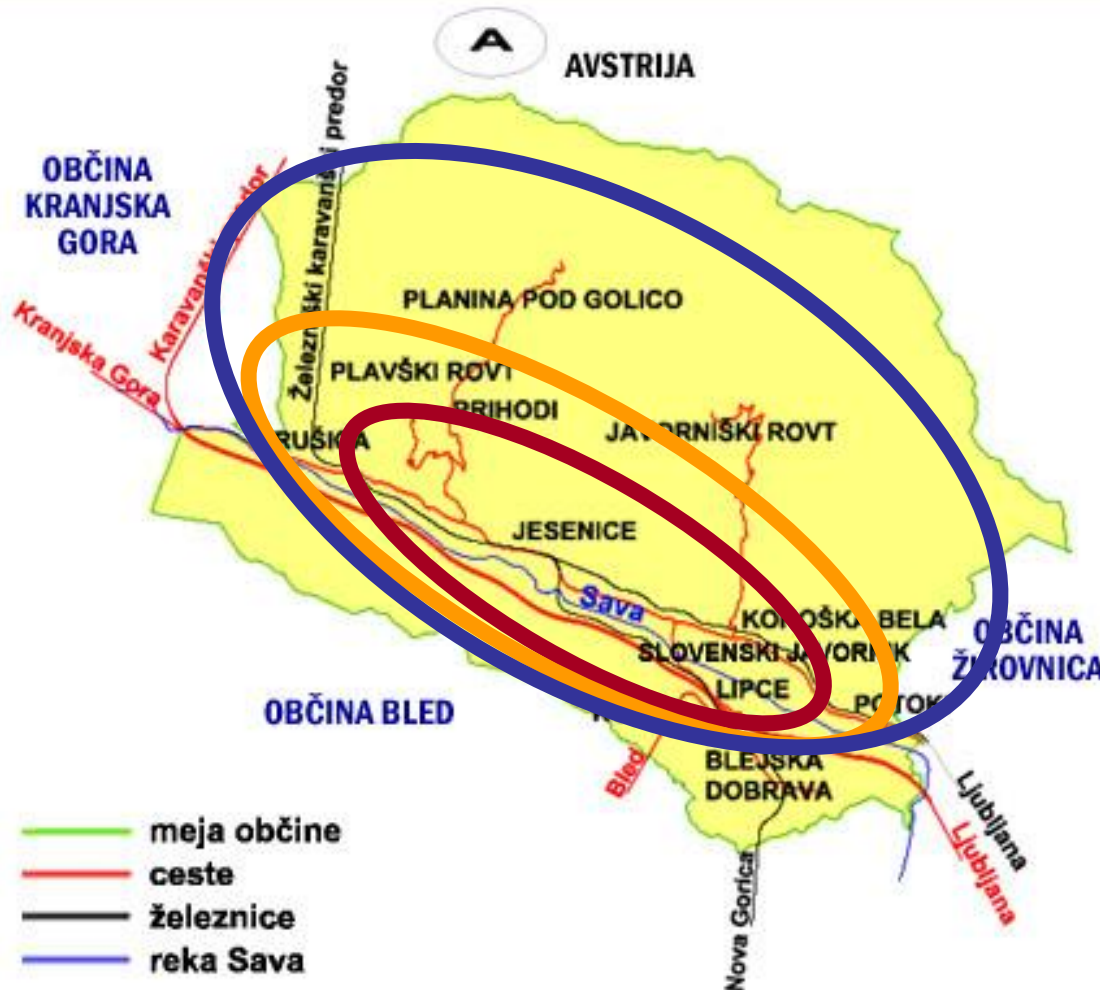 A
AVSTRIJA
OBČINA
KRANJSKA
GORA
Železniški karavanški predor
Karavanški predor
Kranjska Gora
PLANINA POD GOLICO
PLAVŠKI ROVT
PRIHODI
JAVORNIŠKI ROVT
HRUŠICA
JESENICE
Sava
KOROŠKA BELA
SLOVENSKI JAVORNIK
OBČINA
ŽIROVNICA
LIPCE
POTOKI
OBČINA BLED
Bled
BLEJSKA
DOBRAVA
Ljubljana
Ljubljana
Nova Gorica
meja občine
ceste
železnice
reka Sava